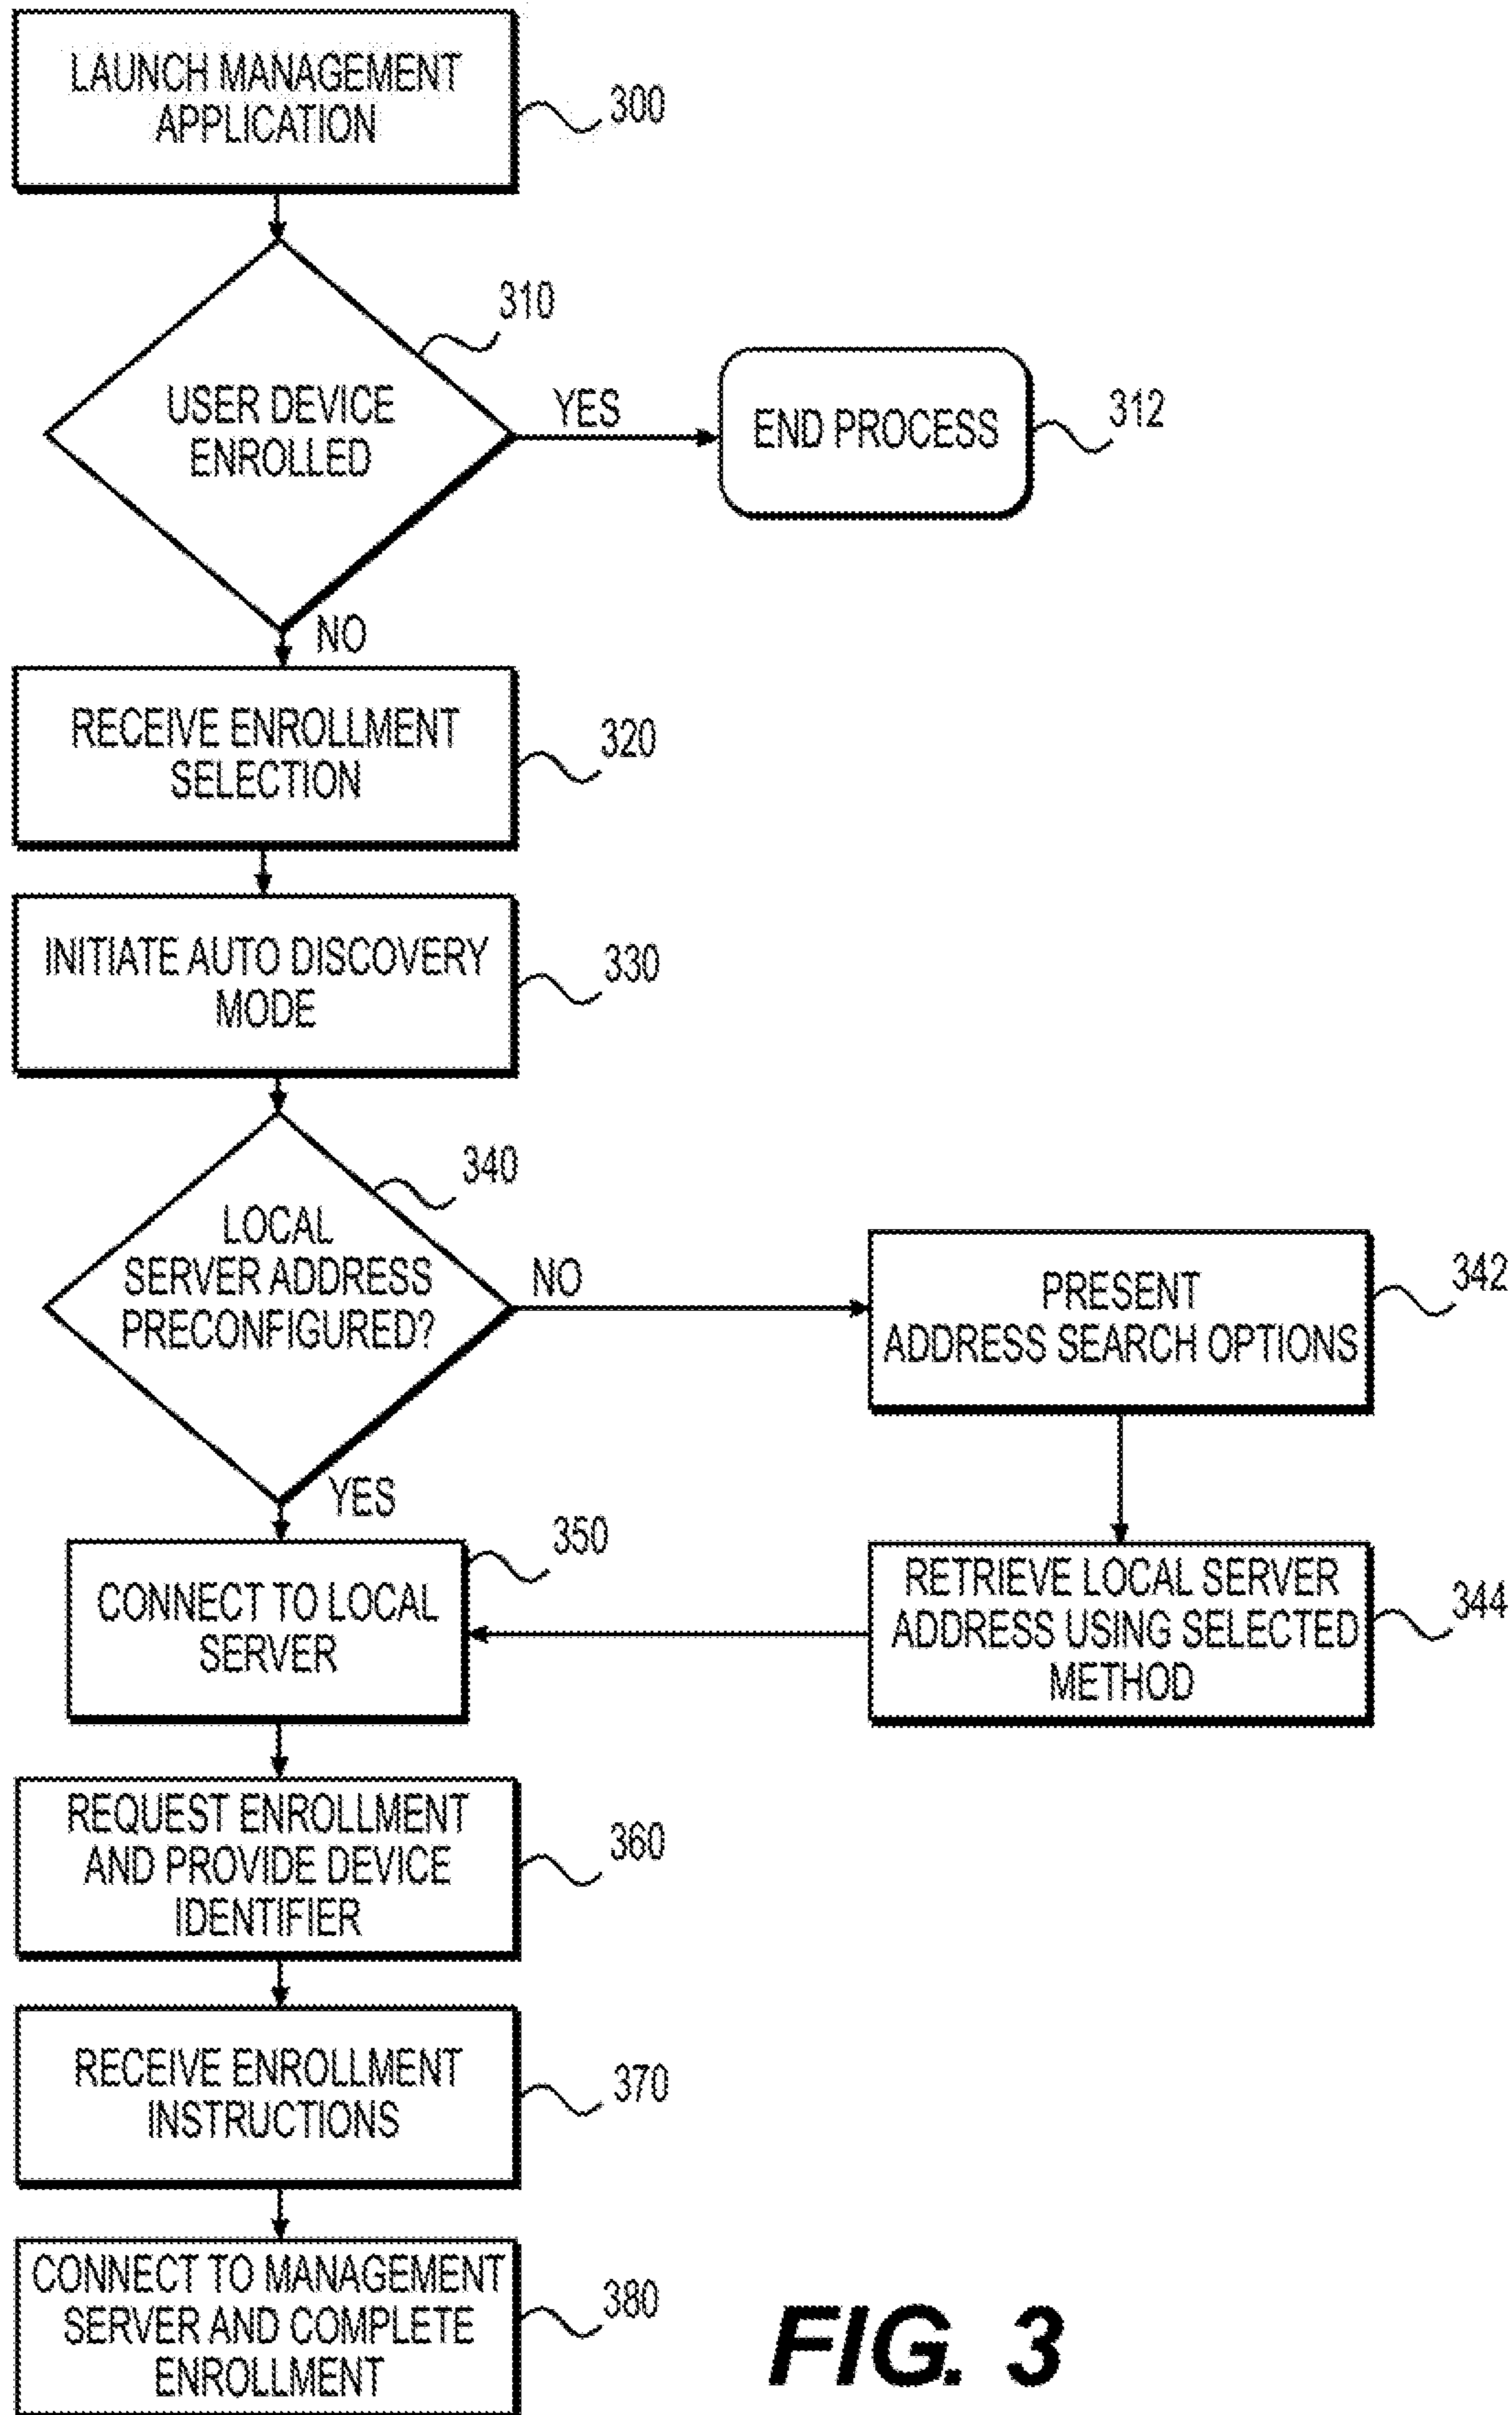 LAUNCH MANAGEMENT
APPLICATION
300
310
USER DEVICE
ENROLLED
YES
END PROCESS
312
NO
RECEIVE ENROLLMENT
SELECTION
320
INITIATE AUTO DISCOVERY
MODE
330
340
LOCAL
SERVER ADDRESS
PRECONFIGURED?
NO
PRESENT
ADDRESS SEARCH OPTIONS
342
YES
350
CONNECT TO LOCAL
SERVER
RETRIEVE LOCAL SERVER
ADDRESS USING SELECTED
METHOD
344
REQUEST ENROLLMENT
AND PROVIDE DEVICE
IDENTIFIER
360
RECEIVE ENROLLMENT
INSTRUCTIONS
370
CONNECT TO MANAGEMENT
SERVER AND COMPLETE
ENROLLMENT
380
FIG. 3